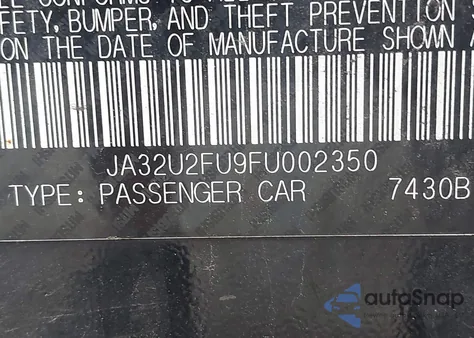 FETY, BUMPER, AND THEFT PREVENTION
ON THE DATE OF MANUFACTURE SHOWN
JA32U2FU9FU002350
TYPE: PASSENGER CAR 7430B
autoSnap